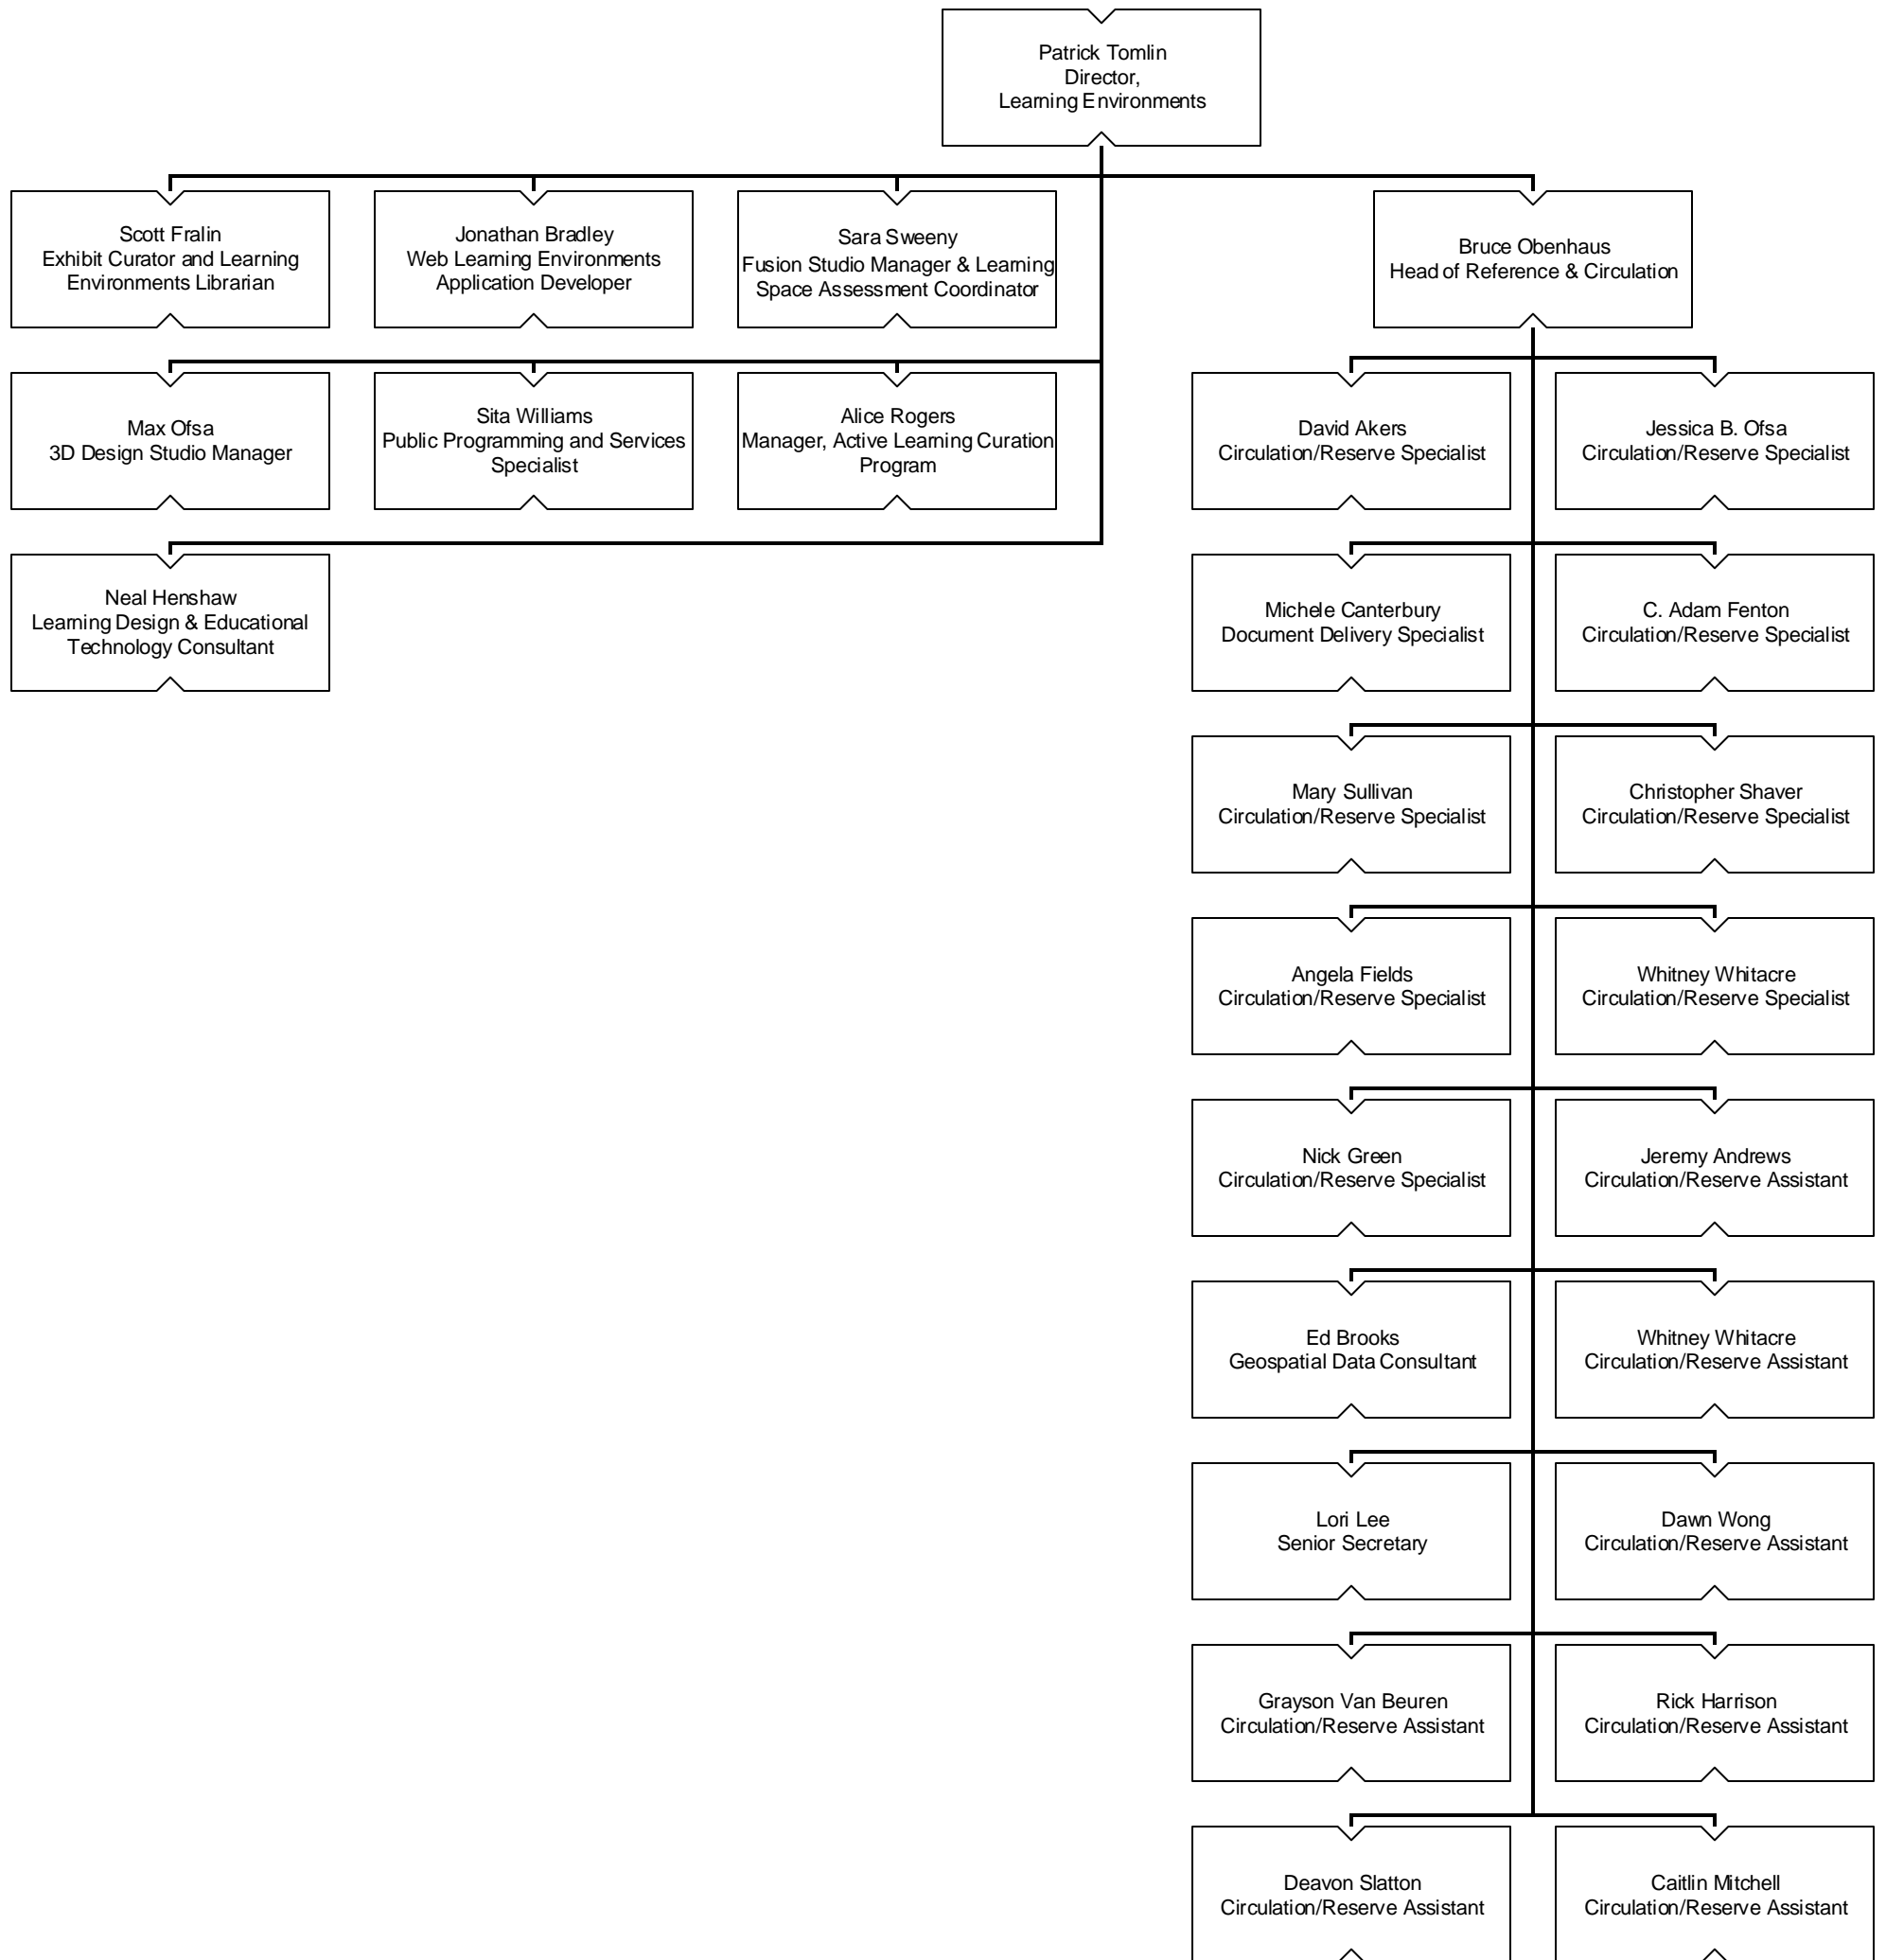 Patrick Tomlin
Director,
Learning Environments
Scott Fralin
Exhibit Curator and Learning
Environments Librarian
Jonathan Bradley
Web Learning Environments
Application Developer
Sara Sweeny
Fusion Studio Manager & Learning
Space Assessment Coordinator
Bruce Obenhaus
Head of Reference & Circulation
Max Ofsa
3D Design Studio Manager
Sita Williams
Public Programming and Services
Specialist
Alice Rogers
Manager, Active Learning Curation
Program
David Akers
Circulation/Reserve Specialist
Jessica B. Ofsa
Circulation/Reserve Specialist
Neal Henshaw
Learning Design & Educational
Technology Consultant
Michele Canterbury
Document Delivery Specialist
C. Adam Fenton
Circulation/Reserve Specialist
Mary Sullivan
Circulation/Reserve Specialist
Christopher Shaver
Circulation/Reserve Specialist
Angela Fields
Circulation/Reserve Specialist
Whitney Whitacre
Circulation/Reserve Specialist
Nick Green
Circulation/Reserve Specialist
Jeremy Andrews
Circulation/Reserve Assistant
Ed Brooks
Geospatial Data Consultant
Whitney Whitacre
Circulation/Reserve Assistant
Lori Lee
Senior Secretary
Dawn Wong
Circulation/Reserve Assistant
Grayson Van Beuren
Circulation/Reserve Assistant
Rick Harrison
Circulation/Reserve Assistant
Deavon Slatton
Circulation/Reserve Assistant
Caitlin Mitchell
Circulation/Reserve Assistant